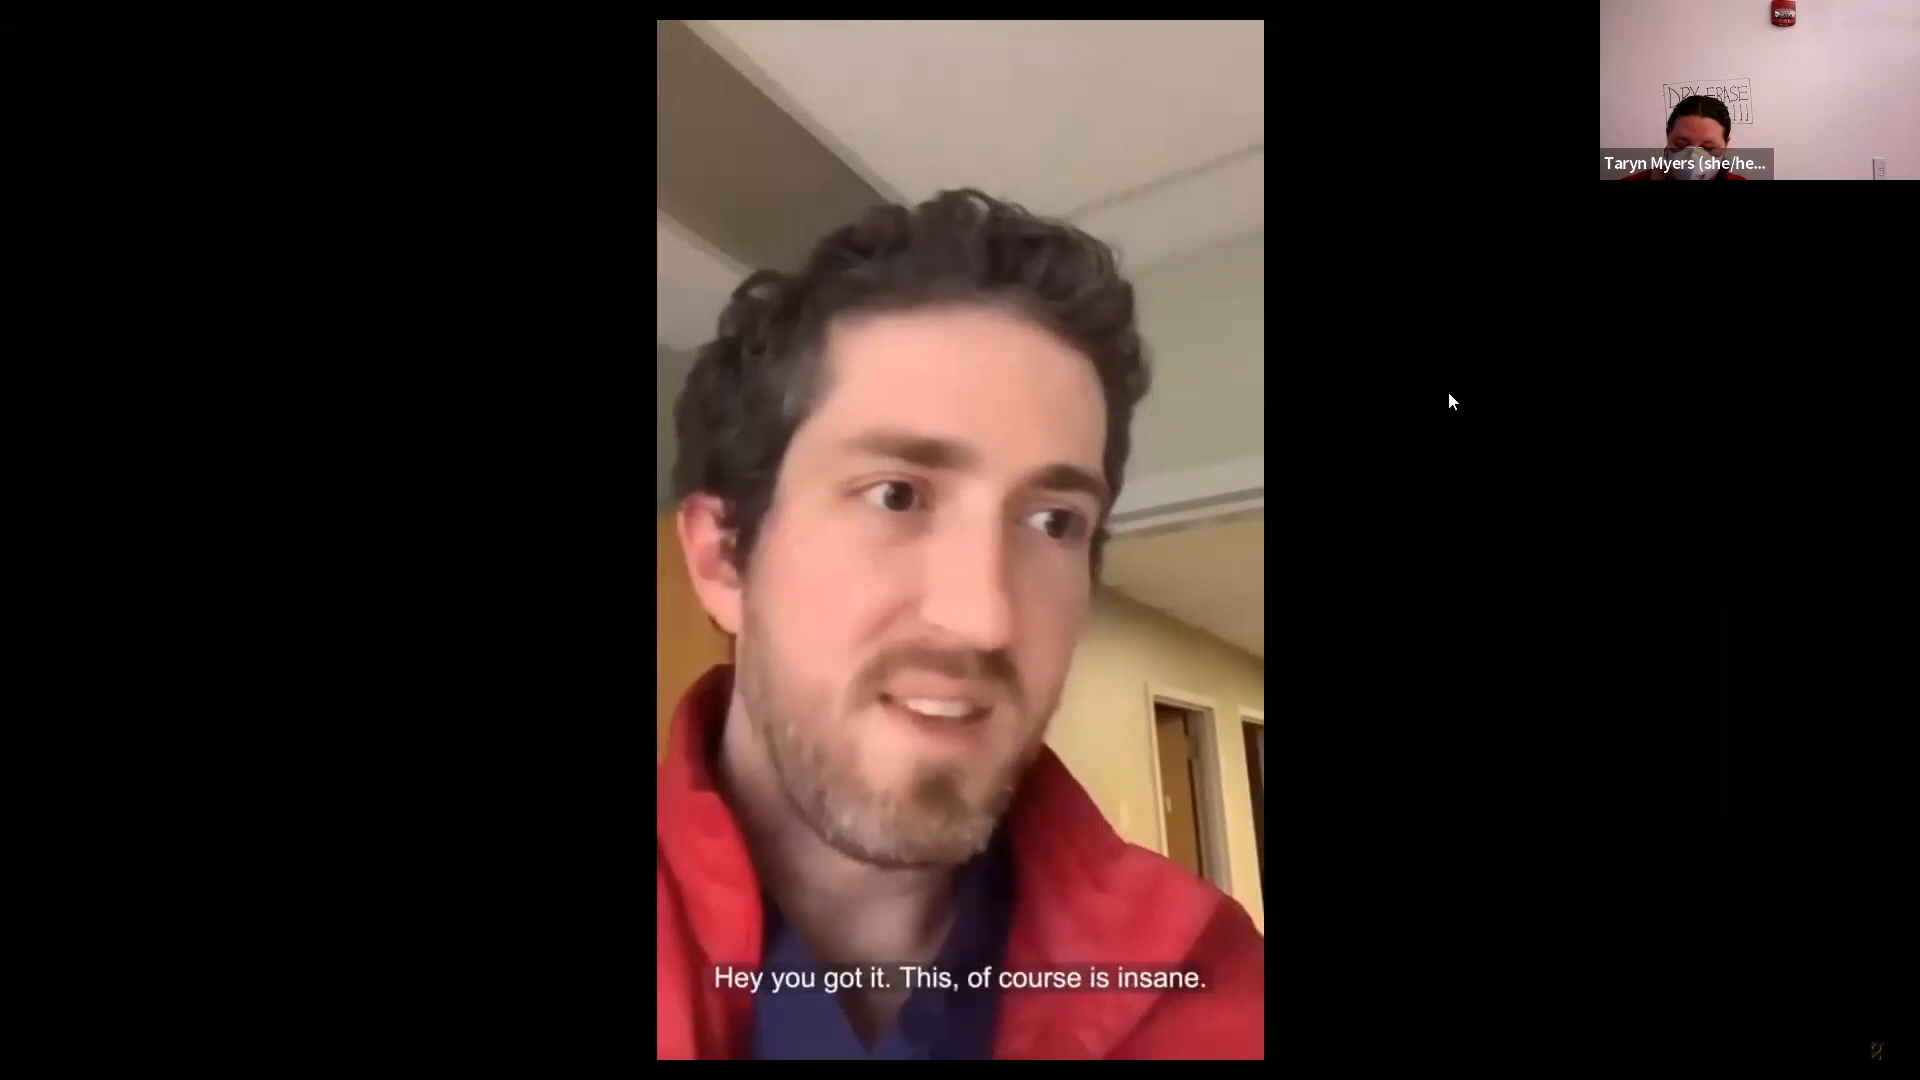 DRY ERASE
!!!
Taryn Myers (she/he...
Hey you got it. This, of course is insane.